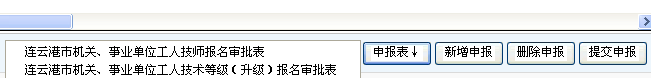 申报表↓ 新增申报 删除申报 提交申报
连云港市机关、事业单位工人技师报名审批表
连云港市机关、事业单位工人技术等级（升级）报名审批表